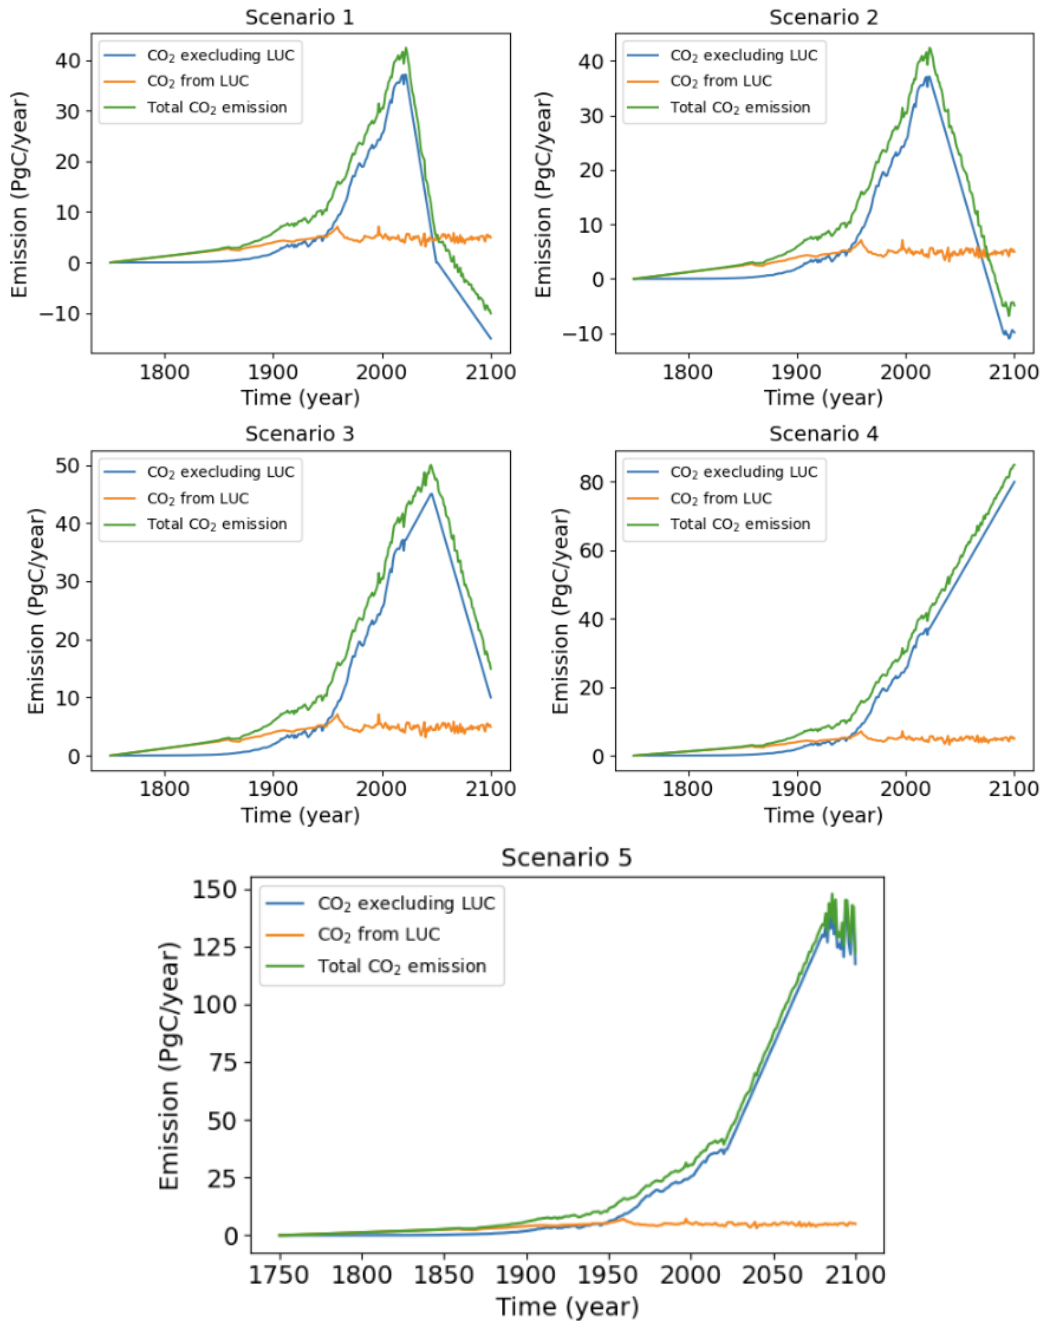 Scenario 1
CO₂ execluding LUC
CO₂ from LUC
Total CO₂ emission
Emission (PgC/year)
40
30
20
10
0
−10
1800 1900 2000 2100
Time (year)
Scenario 2
CO₂ execluding LUC
CO₂ from LUC
Total CO₂ emission
Emission (PgC/year)
40
30
20
10
0
−10
1800 1900 2000 2100
Time (year)
Scenario 3
CO₂ execluding LUC
CO₂ from LUC
Total CO₂ emission
Emission (PgC/year)
50
40
30
20
10
0
1800 1900 2000 2100
Time (year)
Scenario 4
CO₂ execluding LUC
CO₂ from LUC
Total CO₂ emission
Emission (PgC/year)
80
60
40
20
0
1800 1900 2000 2100
Time (year)
Scenario 5
CO₂ execluding LUC
CO₂ from LUC
Total CO₂ emission
Emission (PgC/year)
150
125
100
75
50
25
0
1750 1800 1850 1900 1950 2000 2050 2100
Time (year)